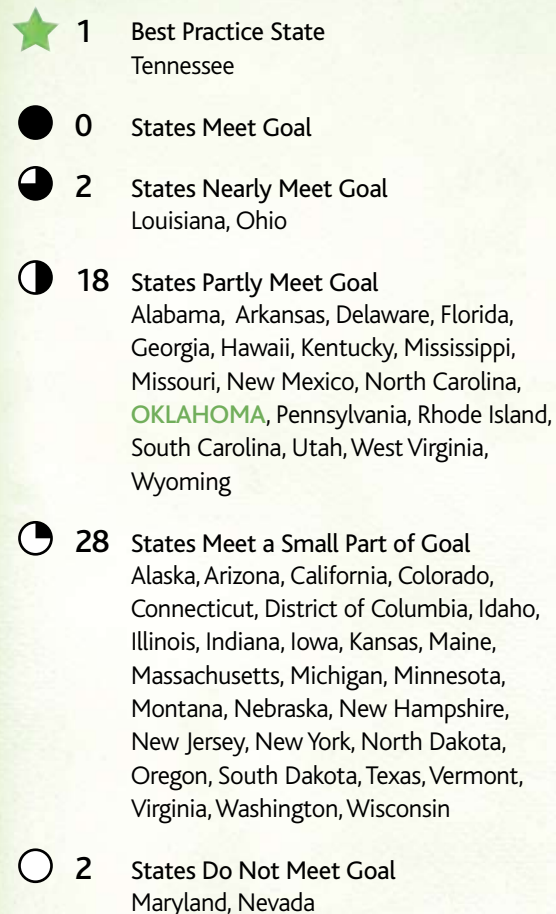 1 Best Practice State
Tennessee
0 States Meet Goal
2 States Nearly Meet Goal
Louisiana, Ohio
18 States Partly Meet Goal
Alabama, Arkansas, Delaware, Florida,
Georgia, Hawaii, Kentucky, Mississippi,
Missouri, New Mexico, North Carolina,
OKLAHOMA, Pennsylvania, Rhode Island,
South Carolina, Utah, West Virginia,
Wyoming
28 States Meet a Small Part of Goal
Alaska, Arizona, California, Colorado,
Connecticut, District of Columbia, Idaho,
Illinois, Indiana, Iowa, Kansas, Maine,
Massachusetts, Michigan, Minnesota,
Montana, Nebraska, New Hampshire,
New Jersey, New York, North Dakota,
Oregon, South Dakota, Texas, Vermont,
Virginia, Washington, Wisconsin
2 States Do Not Meet Goal
Maryland, Nevada